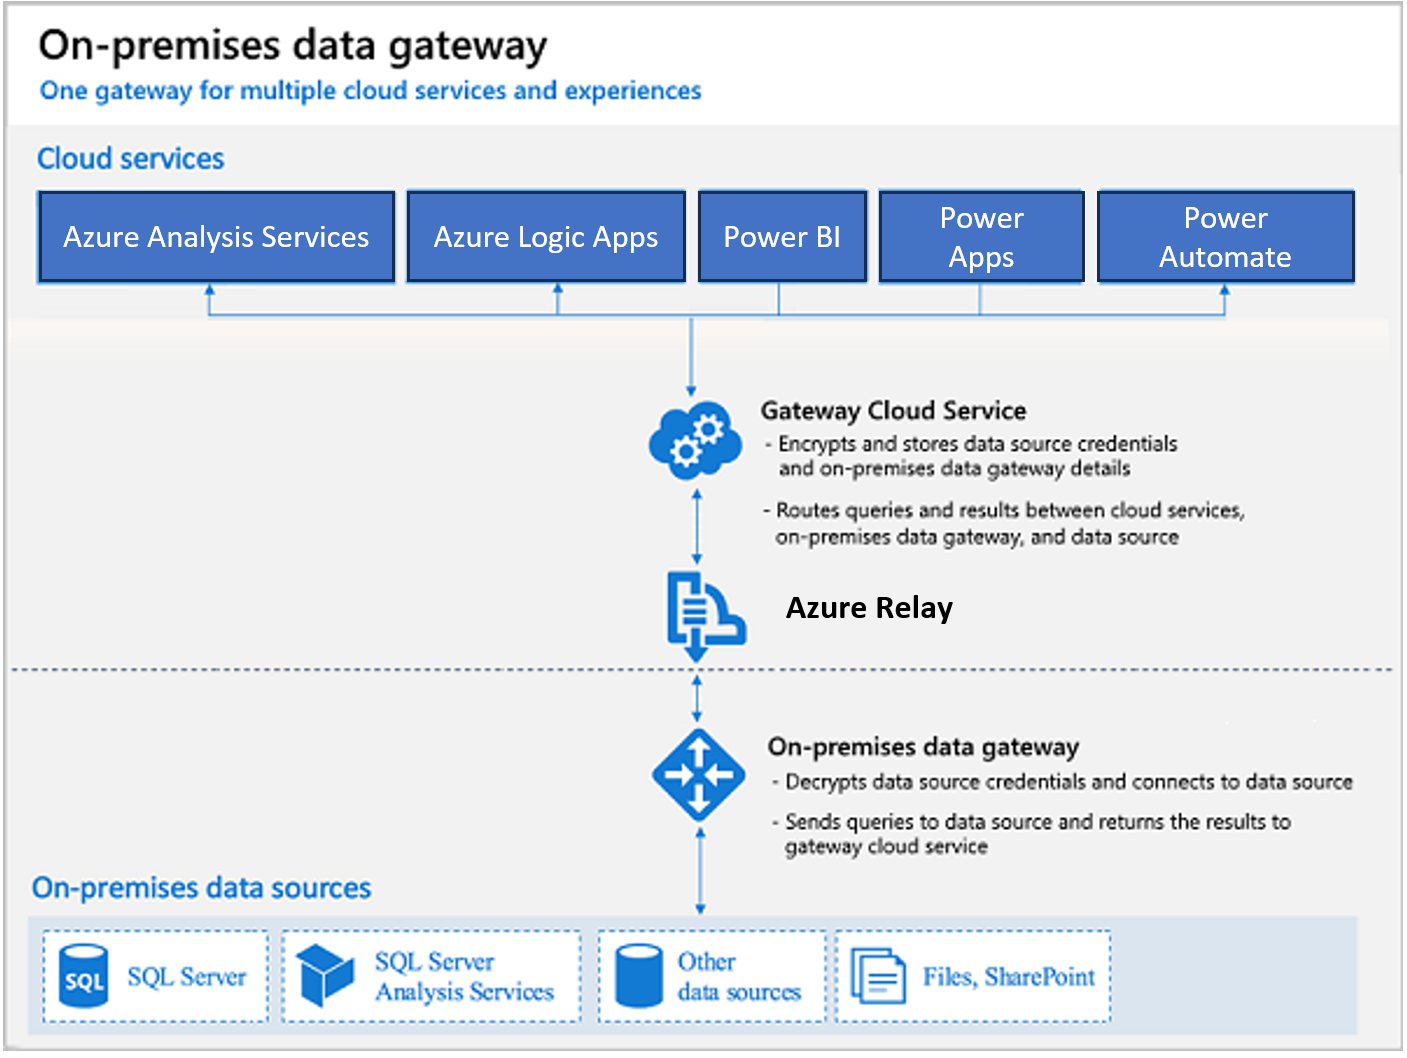 On-premises data gateway
One gateway for multiple cloud services and experiences
Cloud services
Azure Analysis Services
Azure Logic Apps
Power BI
Power
Apps
Power
Automate
Gateway Cloud Service
- Encrypts and stores data source credentials
and on-premises data gateway details
- Routes queries and results between cloud services,
on-premises data gateway, and data source
Azure Relay
On-premises data gateway
- Decrypts data source credentials and connects to data source
- Sends queries to data source and returns the results to
gateway cloud service
On-premises data sources
SQL
SQL Server
SQL Server
Analysis Services
Other
data sources
Files, SharePoint